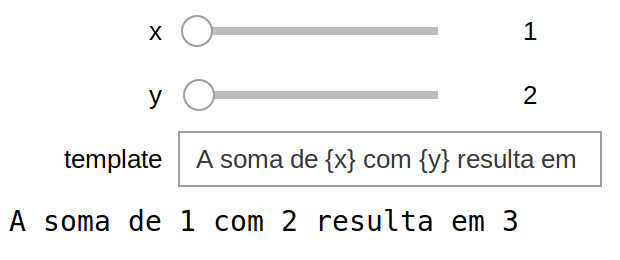 x 1
y 2
template A soma de {x} com {y} resulta em
A soma de 1 com 2 resulta em 3